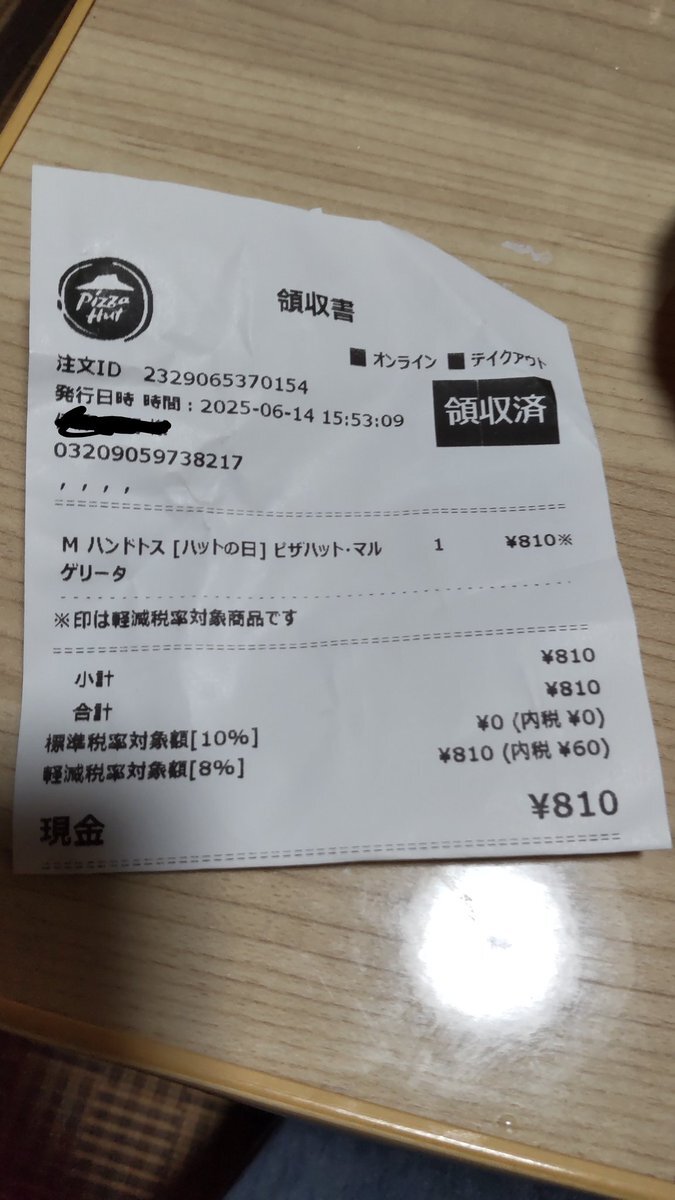 Pizza
Hut
領収書
■ オンライン ■ テイクアウト
注文ID 2329065370154
発行日時 時間：2025-06-14 15:53:09
領収済
03209059738217
, , , ,
M ハンドトス [ハットの日] ピザハット・マル 1 ¥810※
ゲリータ
※印は軽減税率対象商品です
小計 ¥810
合計 ¥810
標準税率対象額[10%] ¥0 (内税 ¥0)
軽減税率対象額[8%] ¥810 (内税 ¥60)
現金 ¥810